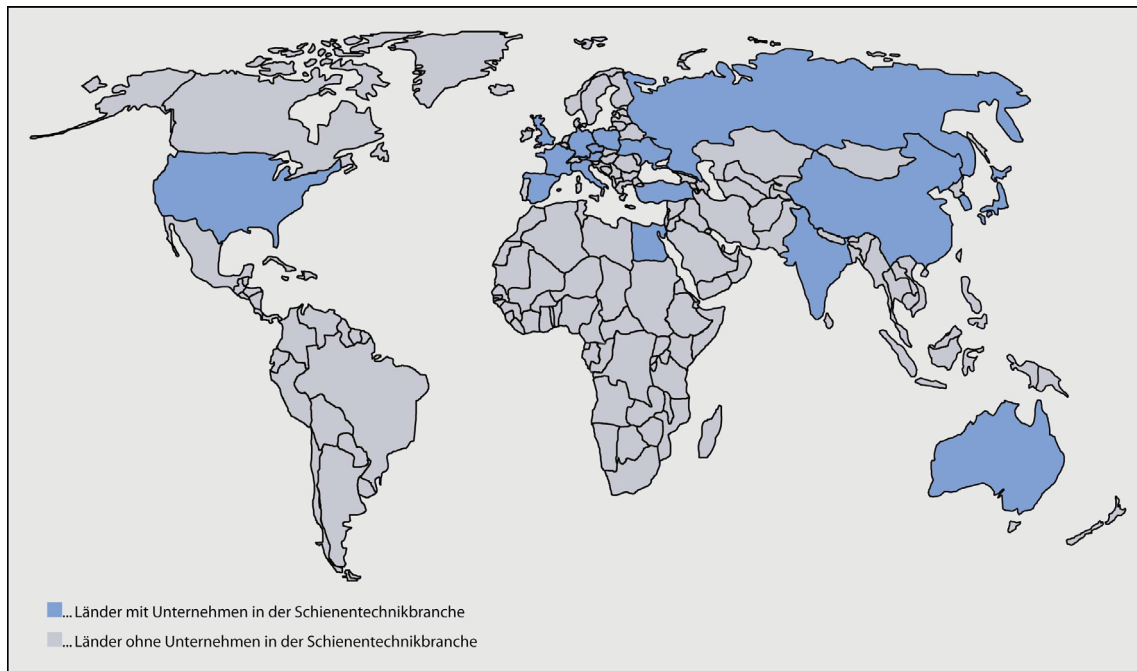 ... Länder mit Unternehmen in der Schienentechnikbranche
... Länder ohne Unternehmen in der Schienentechnikbranche